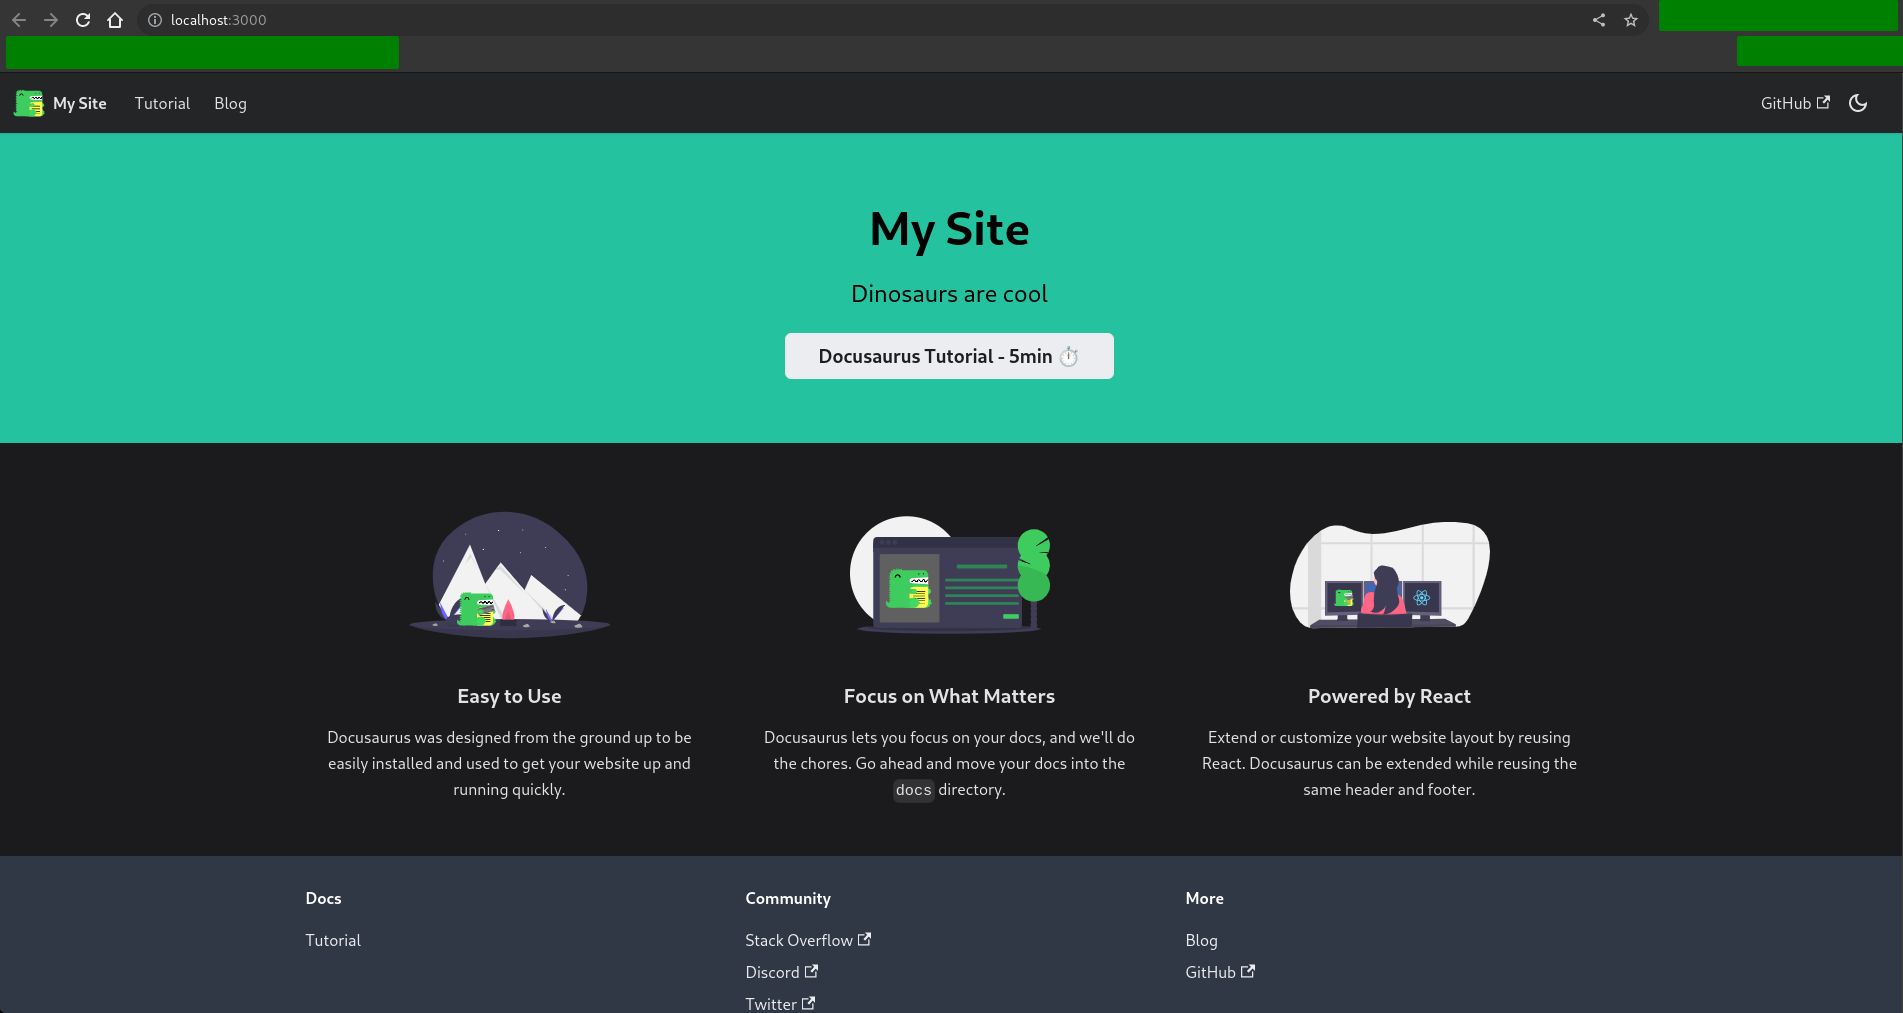 localhost:3000
My Site Tutorial Blog GitHub
My Site
Dinosaurs are cool
Docusaurus Tutorial - 5min ⏱️
Easy to Use
Docusaurus was designed from the ground up to be
easily installed and used to get your website up and
running quickly.
Focus on What Matters
Docusaurus lets you focus on your docs, and we'll do
the chores. Go ahead and move your docs into the
docs directory.
Powered by React
Extend or customize your website layout by reusing
React. Docusaurus can be extended while reusing the
same header and footer.
Docs
Tutorial
Community
Stack Overflow
Discord
Twitter
More
Blog
GitHub